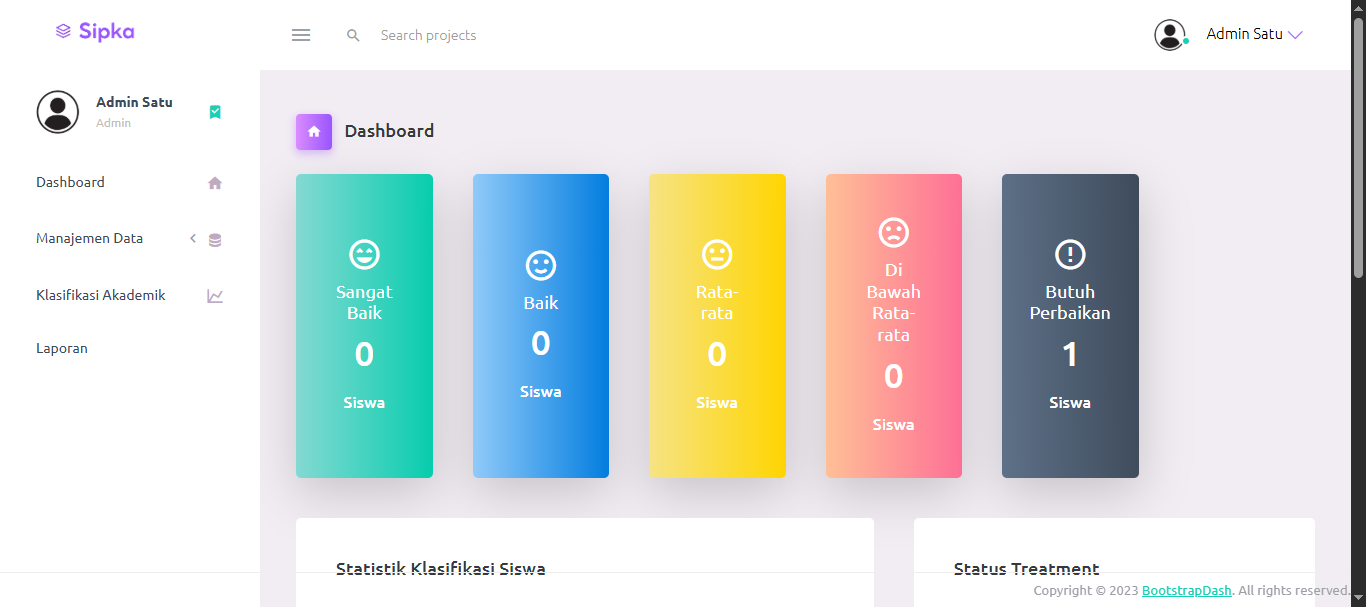 Sipka
Search projects
Admin Satu
Admin Satu
Admin
Dashboard
Manajemen Data
Klasifikasi Akademik
Laporan
Dashboard
Sangat
Baik
0
Siswa
Baik
0
Siswa
Rata-
rata
0
Siswa
Di
Bawah
Rata-
rata
0
Siswa
Butuh
Perbaikan
1
Siswa
Statistik Klasifikasi Siswa
Status Treatment
Copyright © 2023 BootstrapDash. All rights reserved.